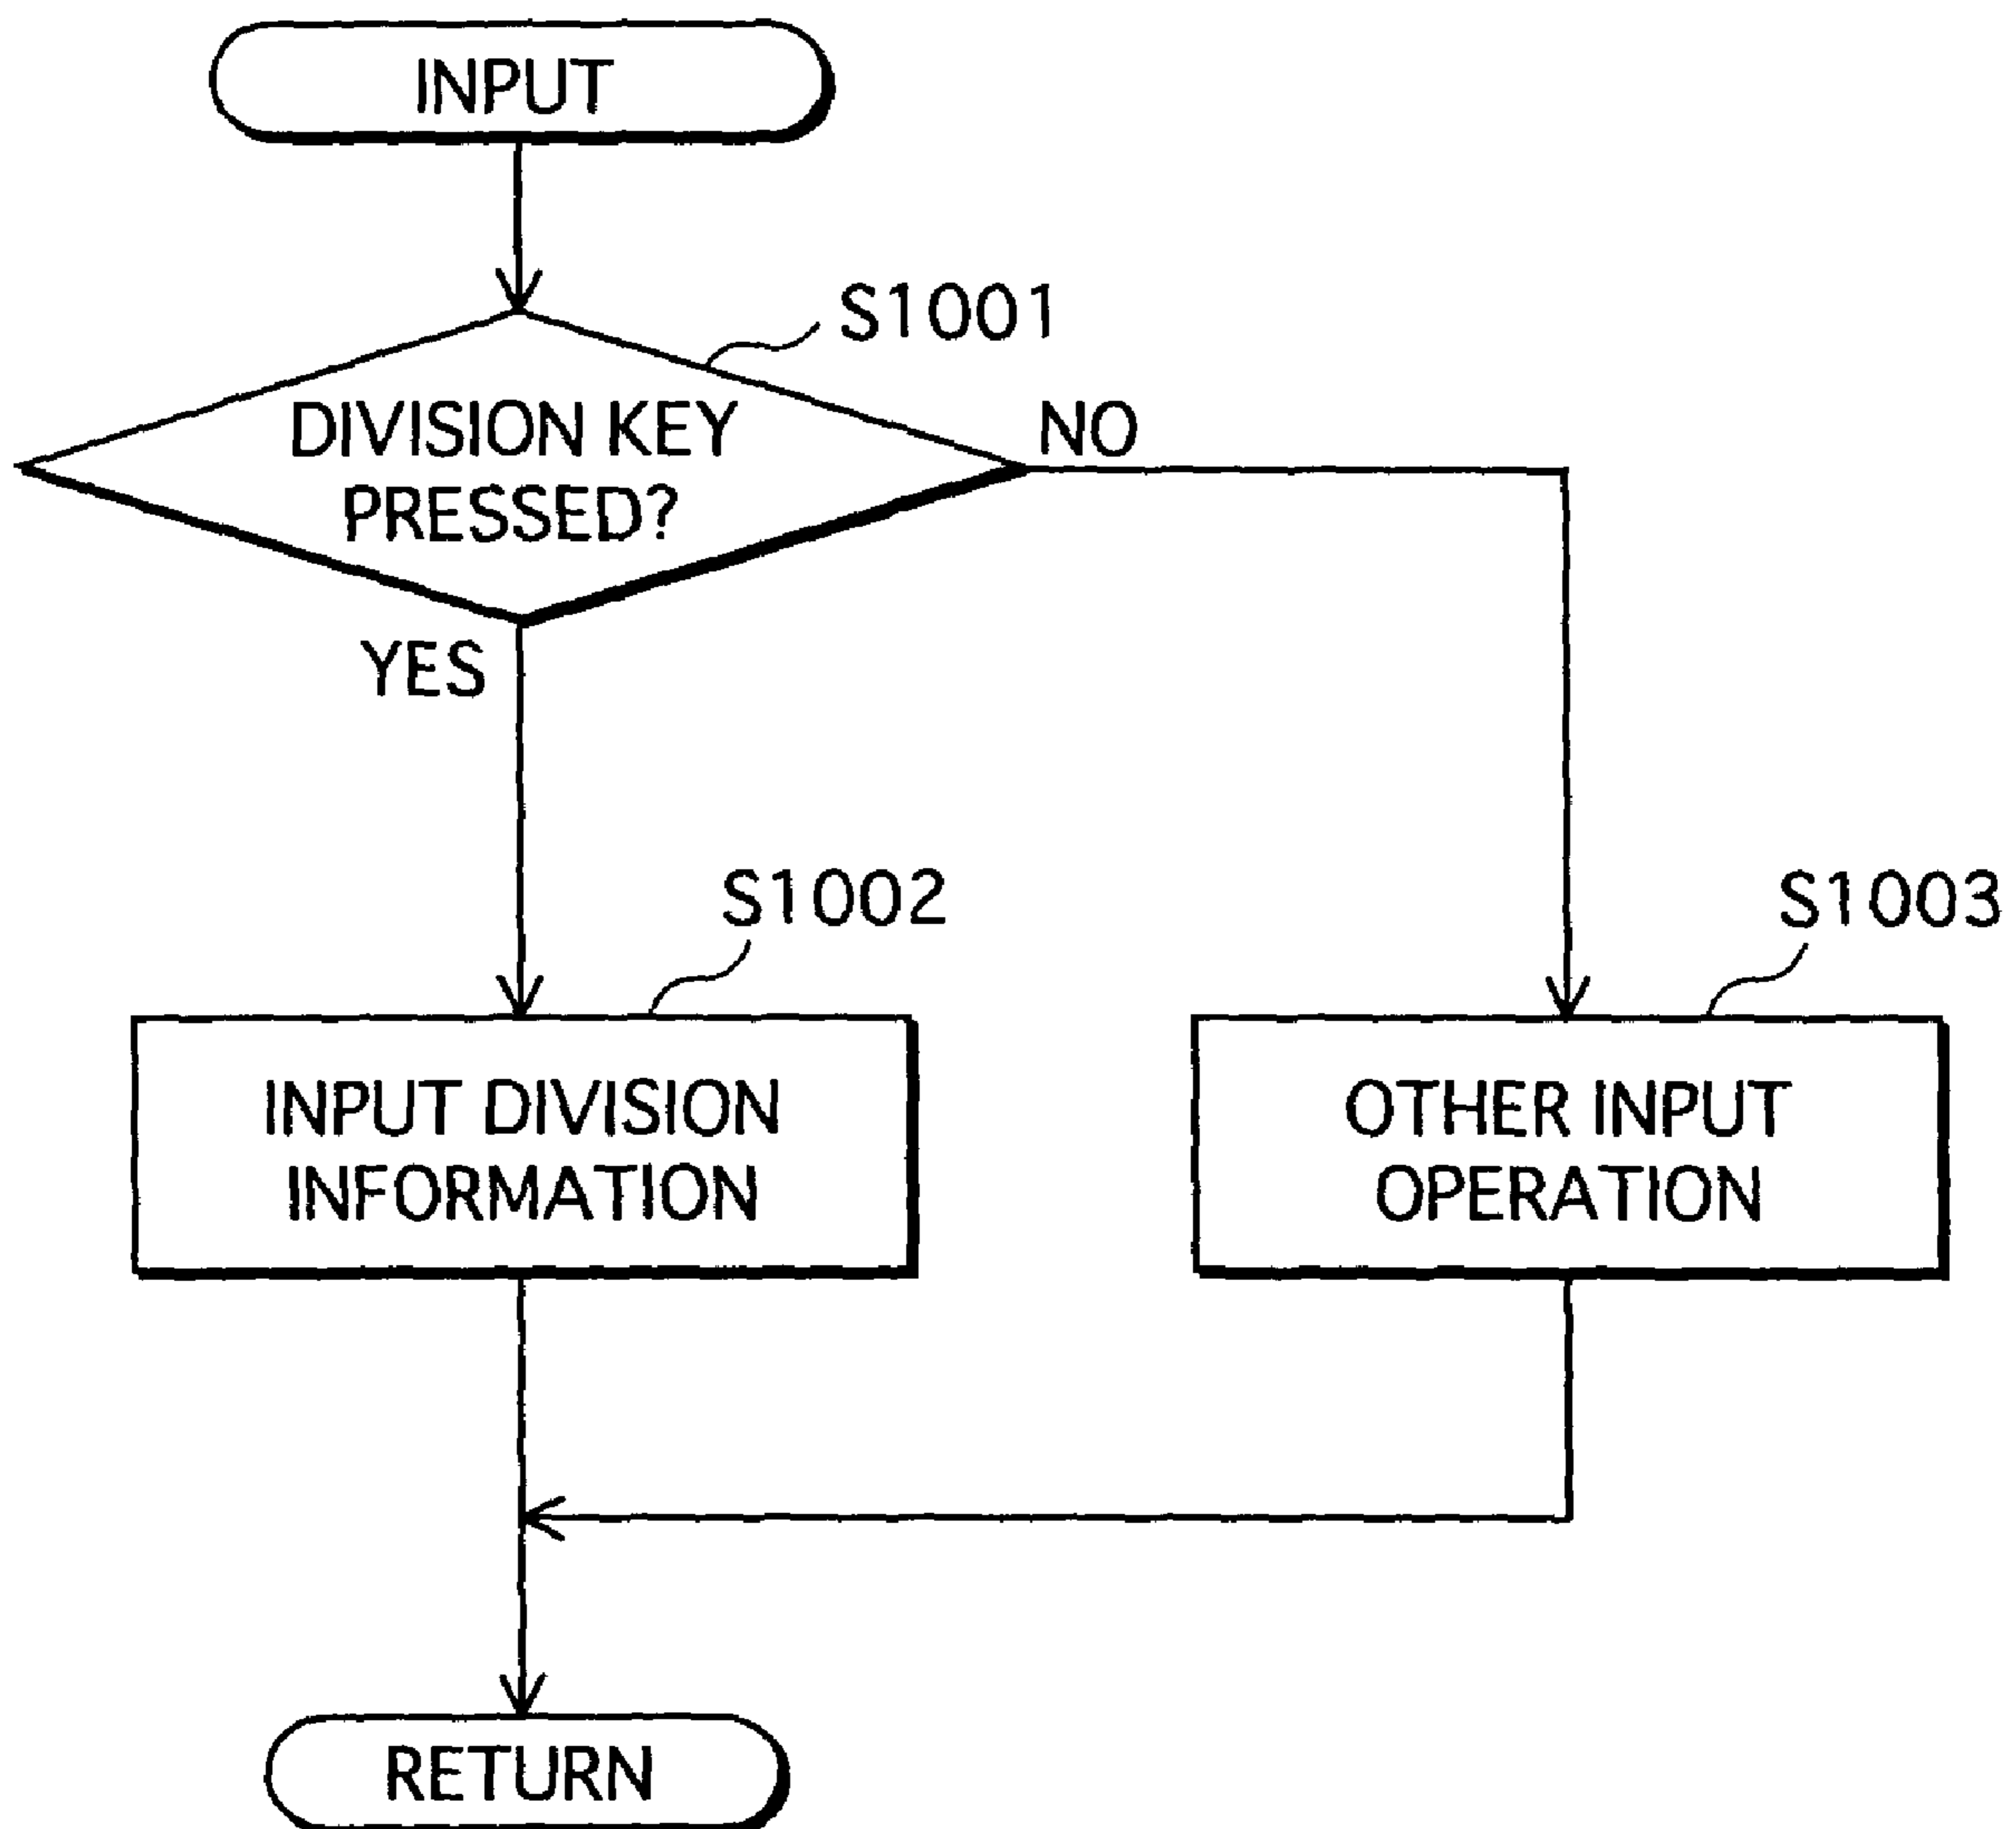 INPUT
S1001
DIVISION KEY
PRESSED?
NO
YES
S1002
S1003
INPUT DIVISION
INFORMATION
OTHER INPUT
OPERATION
RETURN